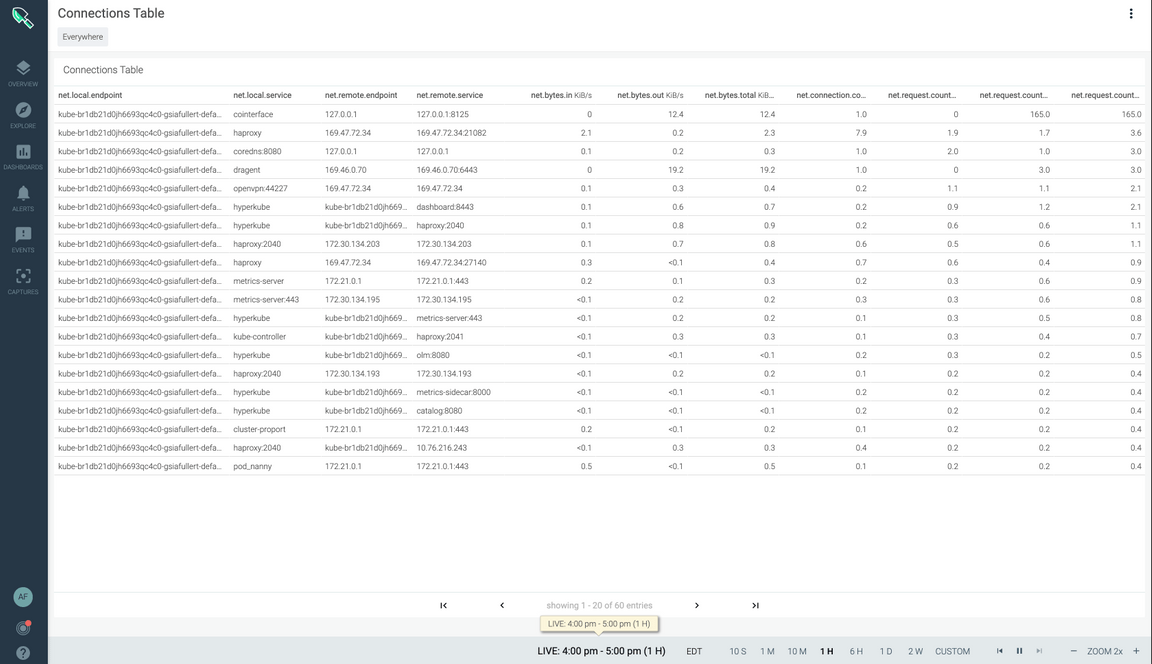 Connections Table
Everywhere
OVERVIEW
EXPLORE
DASHBOARDS
ALERTS
EVENTS
CAPTURES
AF
Connections Table
net.local.endpoint net.local.service net.remote.endpoint net.remote.service net.bytes.in KiB/s net.bytes.out KiB/s net.bytes.total KiB... net.connection.co... net.request.count... net.request.count... net.request.count...
kube-br1db21d0jh6693qc4c0-gsiafullert-defa... cointerface 127.0.0.1 127.0.0.1:8125 0 12.4 12.4 1.0 0 165.0 165.0
kube-br1db21d0jh6693qc4c0-gsiafullert-defa... haproxy 169.47.72.34 169.47.72.34:21082 2.1 0.2 2.3 7.9 1.9 1.7 3.6
kube-br1db21d0jh6693qc4c0-gsiafullert-defa... coredns:8080 127.0.0.1 127.0.0.1 0.1 0.2 0.3 1.0 2.0 1.0 3.0
kube-br1db21d0jh6693qc4c0-gsiafullert-defa... dragent 169.46.0.70 169.46.0.70:6443 0 19.2 19.2 1.0 0 3.0 3.0
kube-br1db21d0jh6693qc4c0-gsiafullert-defa... openvpn:44227 169.47.72.34 169.47.72.34 0.1 0.3 0.4 0.2 1.1 1.1 2.1
kube-br1db21d0jh6693qc4c0-gsiafullert-defa... hyperkube kube-br1db21d0jh669... dashboard:8443 0.1 0.6 0.7 0.2 0.9 1.2 2.1
kube-br1db21d0jh6693qc4c0-gsiafullert-defa... hyperkube kube-br1db21d0jh669... haproxy:2040 0.1 0.8 0.9 0.2 0.6 0.6 1.1
kube-br1db21d0jh6693qc4c0-gsiafullert-defa... haproxy:2040 172.30.134.203 172.30.134.203 0.1 0.7 0.8 0.6 0.5 0.6 1.1
kube-br1db21d0jh6693qc4c0-gsiafullert-defa... haproxy 169.47.72.34 169.47.72.34:27140 0.3 <0.1 0.4 0.7 0.6 0.4 0.9
kube-br1db21d0jh6693qc4c0-gsiafullert-defa... metrics-server 172.21.0.1 172.21.0.1:443 0.2 0.1 0.3 0.2 0.3 0.6 0.9
kube-br1db21d0jh6693qc4c0-gsiafullert-defa... metrics-server:443 172.30.134.195 172.30.134.195 <0.1 0.2 0.2 0.3 0.3 0.6 0.8
kube-br1db21d0jh6693qc4c0-gsiafullert-defa... hyperkube kube-br1db21d0jh669... metrics-server:443 <0.1 0.2 0.2 0.1 0.3 0.5 0.8
kube-br1db21d0jh6693qc4c0-gsiafullert-defa... kube-controller kube-br1db21d0jh669... haproxy:2041 <0.1 0.3 0.3 0.1 0.3 0.4 0.7
kube-br1db21d0jh6693qc4c0-gsiafullert-defa... hyperkube kube-br1db21d0jh669... olm:8080 <0.1 <0.1 <0.1 0.2 0.3 0.2 0.5
kube-br1db21d0jh6693qc4c0-gsiafullert-defa... haproxy:2040 172.30.134.193 172.30.134.193 <0.1 0.2 0.2 0.1 0.2 0.2 0.4
kube-br1db21d0jh6693qc4c0-gsiafullert-defa... hyperkube kube-br1db21d0jh669... metrics-sidecar:8000 <0.1 <0.1 <0.1 0.2 0.2 0.2 0.4
kube-br1db21d0jh6693qc4c0-gsiafullert-defa... hyperkube kube-br1db21d0jh669... catalog:8080 <0.1 <0.1 <0.1 0.2 0.2 0.2 0.4
kube-br1db21d0jh6693qc4c0-gsiafullert-defa... cluster-proport 172.21.0.1 172.21.0.1:443 0.2 <0.1 0.2 0.1 0.2 0.2 0.4
kube-br1db21d0jh6693qc4c0-gsiafullert-defa... haproxy:2040 kube-br1db21d0jh669... 10.76.216.243 <0.1 0.3 0.3 0.4 0.2 0.2 0.4
kube-br1db21d0jh6693qc4c0-gsiafullert-defa... pod_nanny 172.21.0.1 172.21.0.1:443 0.5 <0.1 0.5 0.1 0.2 0.2 0.4
showing 1 - 20 of 60 entries
LIVE: 4:00 pm - 5:00 pm (1 H)
LIVE: 4:00 pm - 5:00 pm (1 H) EDT 10 S 1 M 10 M 1 H 6 H 1 D 2 W CUSTOM ZOOM 2x